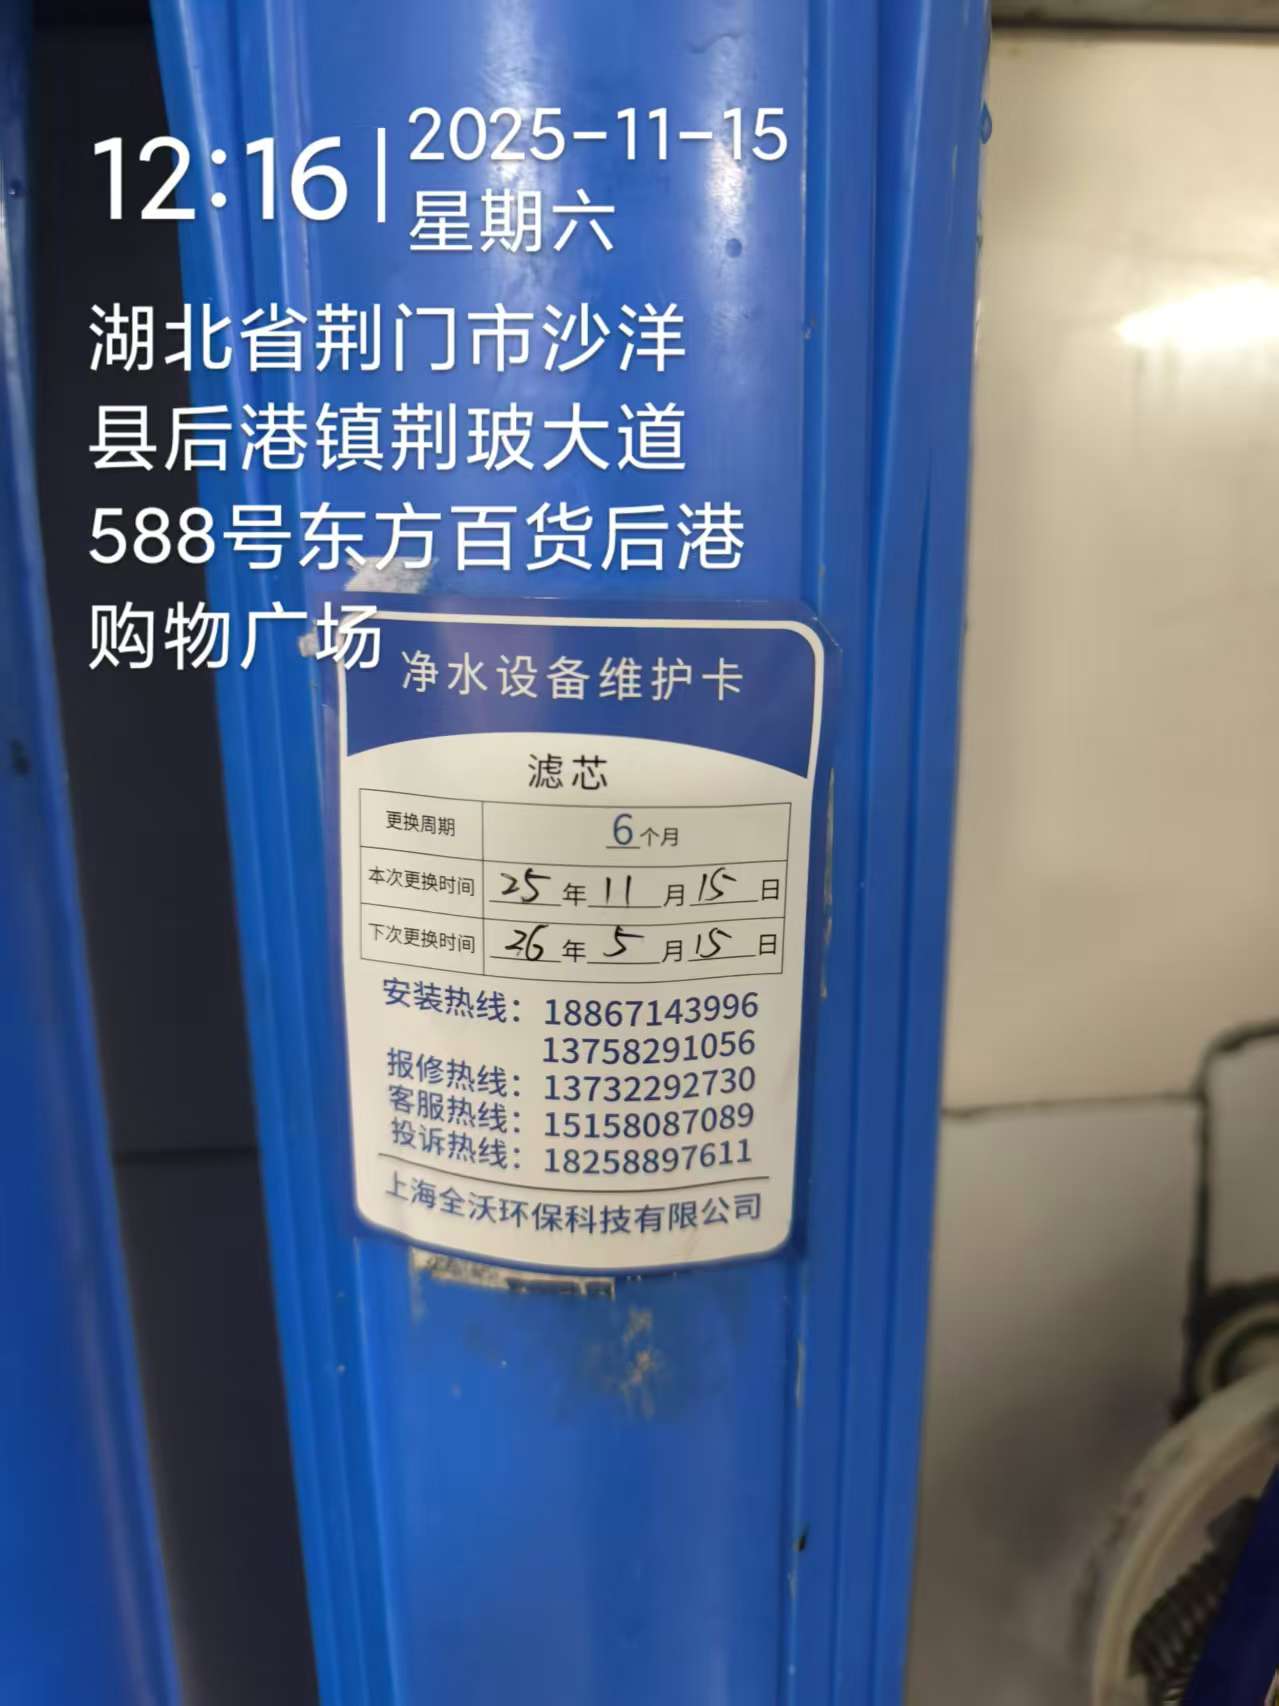 12:16
2025-11-15
星期六
湖北省荆门市沙洋
县后港镇荆玻大道
588号东方百货后港
购物广场
净水设备维护卡
滤芯
更换周期 6个月
本次更换时间 25年11月15日
下次更换时间 26年5月15日
安装热线：18867143996
13758291056
报修热线：13732292730
客服热线：15158087089
投诉热线：18258897611
上海全沃环保科技有限公司